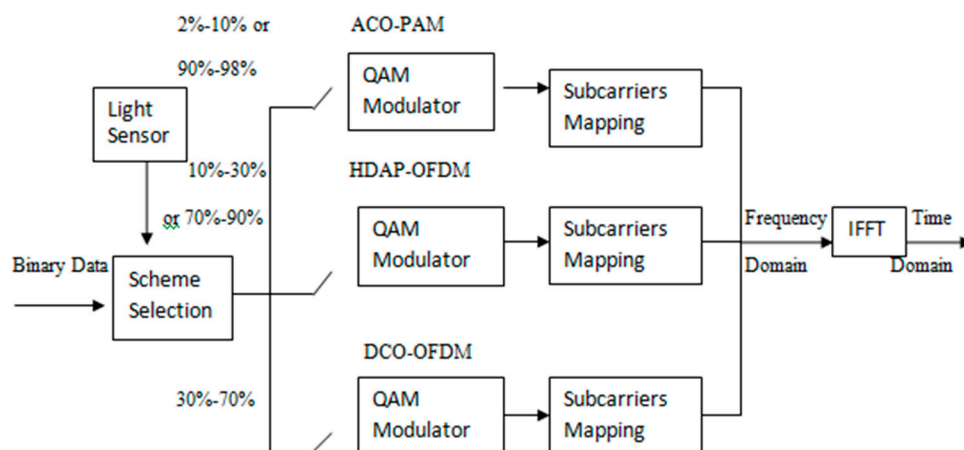 2%-10% or
90%-98%
ACO-PAM
QAM
Modulator
Subcarriers
Mapping
Light
Sensor
10%-30%
or 70%-90%
HDAP-OFDM
QAM
Modulator
Subcarriers
Mapping
Frequency
Domain
IFFT
Time
Domain
Binary Data
Scheme
Selection
DCO-OFDM
30%-70%
QAM
Modulator
Subcarriers
Mapping